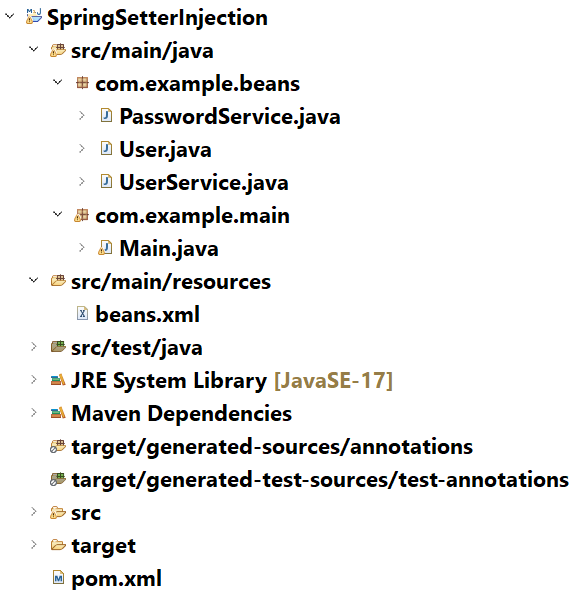 SpringSetterInjection
src/main/java
com.example.beans
PasswordService.java
User.java
UserService.java
com.example.main
Main.java
src/main/resources
beans.xml
src/test/java
JRE System Library [JavaSE-17]
Maven Dependencies
target/generated-sources/annotations
target/generated-test-sources/test-annotations
src
target
pom.xml